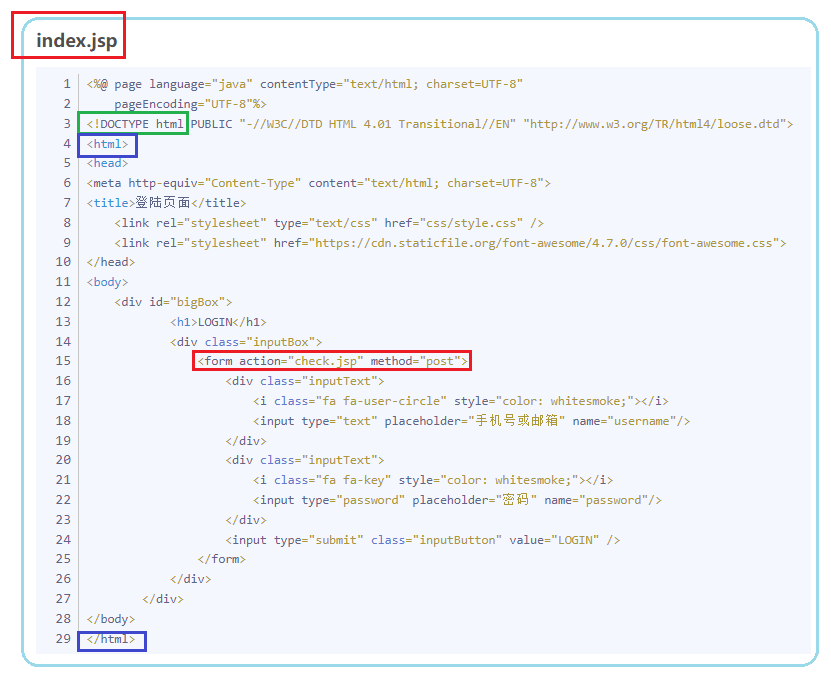 index.jsp
1 <%@ page language="java" contentType="text/html; charset=UTF-8"
2 pageEncoding="UTF-8"%>
3 <!DOCTYPE html PUBLIC "-//W3C//DTD HTML 4.01 Transitional//EN" "http://www.w3.org/TR/html4/loose.dtd">
4 <html>
5 <head>
6 <meta http-equiv="Content-Type" content="text/html; charset=UTF-8">
7 <title>登陆页面</title>
8 <link rel="stylesheet" type="text/css" href="css/style.css" />
9 <link rel="stylesheet" href="https://cdn.staticfile.org/font-awesome/4.7.0/css/font-awesome.css">
10 </head>
11 <body>
12 <div id="bigBox">
13 <h1>LOGIN</h1>
14 <div class="inputBox">
15 <form action="check.jsp" method="post">
16 <div class="inputText">
17 <i class="fa fa-user-circle" style="color: whitesmoke;"></i>
18 <input type="text" placeholder="手机号或邮箱" name="username"/>
19 </div>
20 <div class="inputText">
21 <i class="fa fa-key" style="color: whitesmoke;"></i>
22 <input type="password" placeholder="密码" name="password"/>
23 </div>
24 <input type="submit" class="inputButton" value="LOGIN" />
25 </form>
26 </div>
27 </div>
28 </body>
29 </html>